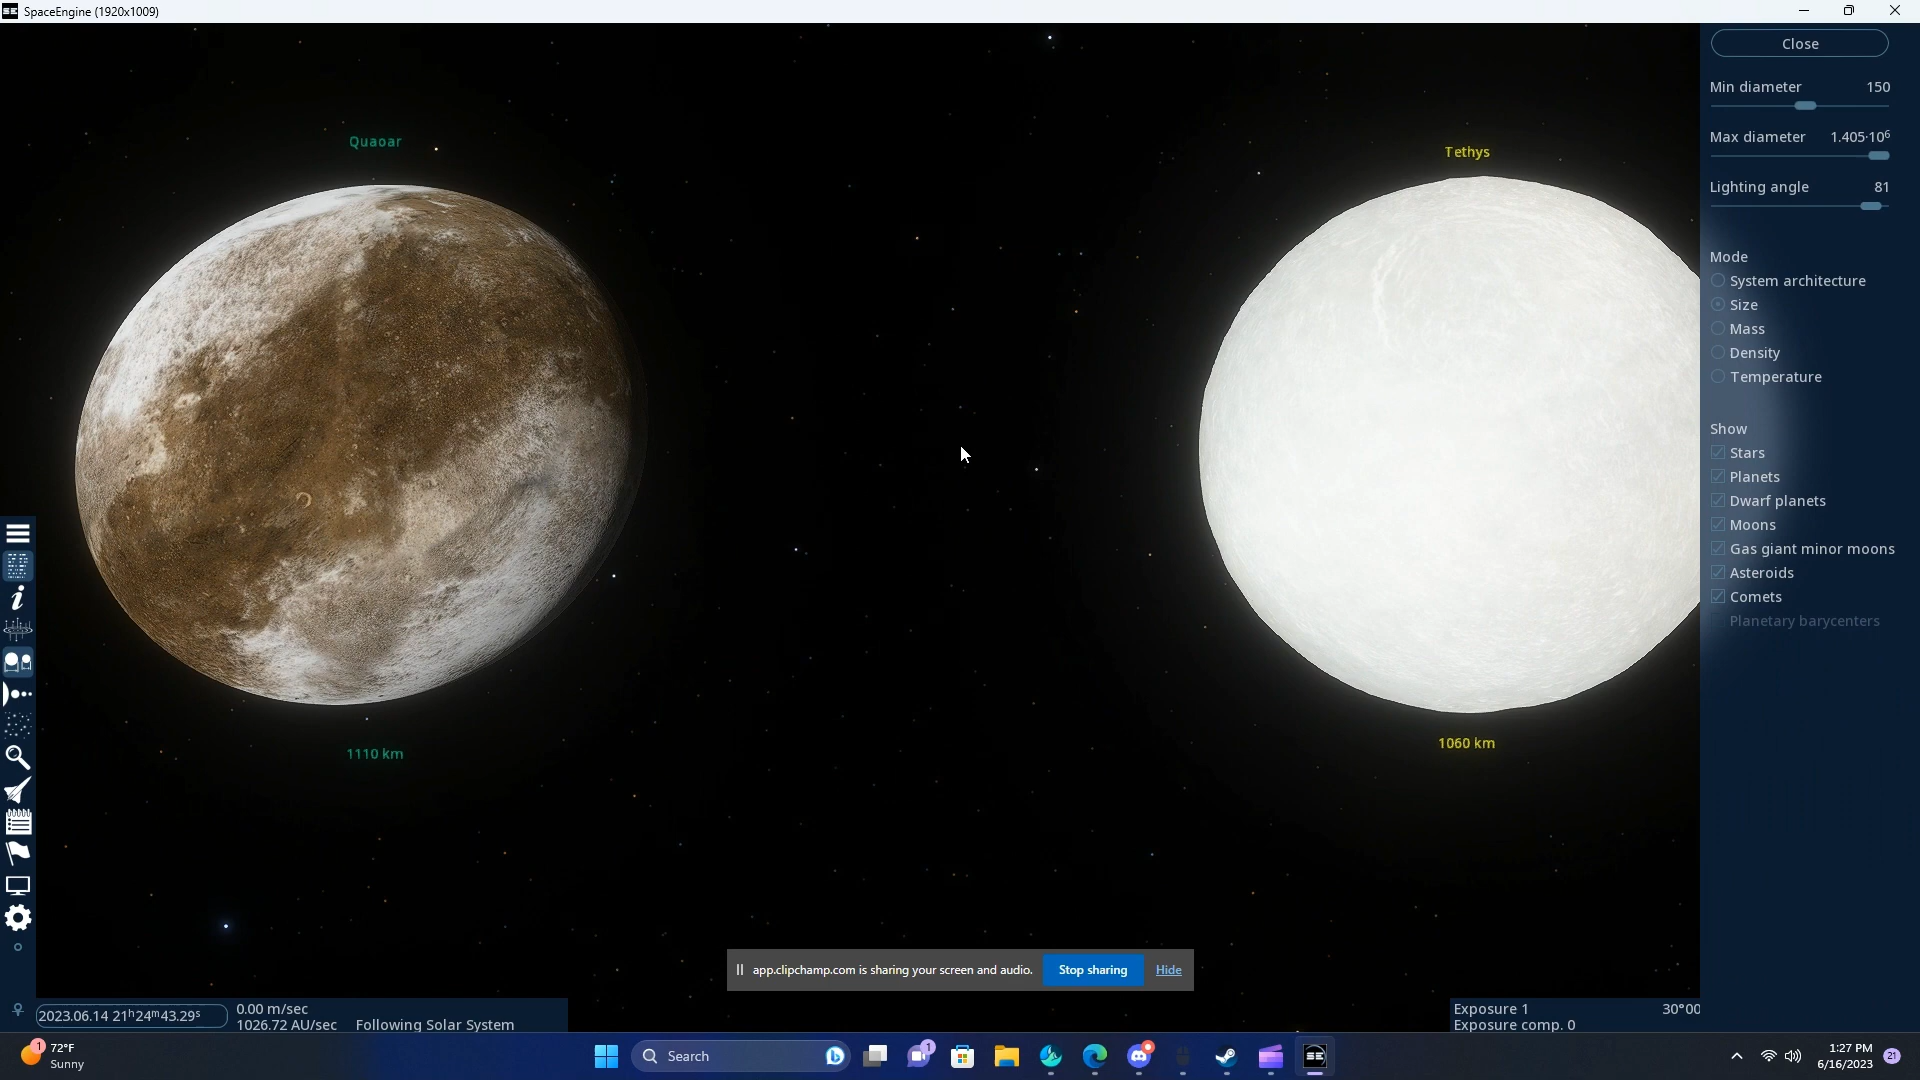 SpaceEngine (1920x1009)
Close
Min diameter 150
Max diameter 1.405·10⁶
Lighting angle 81
Mode
System architecture
Size
Mass
Density
Temperature
Show
Stars
Planets
Dwarf planets
Moons
Gas giant minor moons
Asteroids
Comets
Planetary barycenters
Quaoar
Tethys
1110 km
1060 km
app.clipchamp.com is sharing your screen and audio.
Stop sharing
Hide
2023.06.14 21ʰ24ᵐ43.29ˢ
0.00 m/sec
1026.72 AU/sec Following Solar System
Exposure 1 30°00
Exposure comp. 0
1
72°F
Sunny
Search
1
1:27 PM
6/16/2023
21